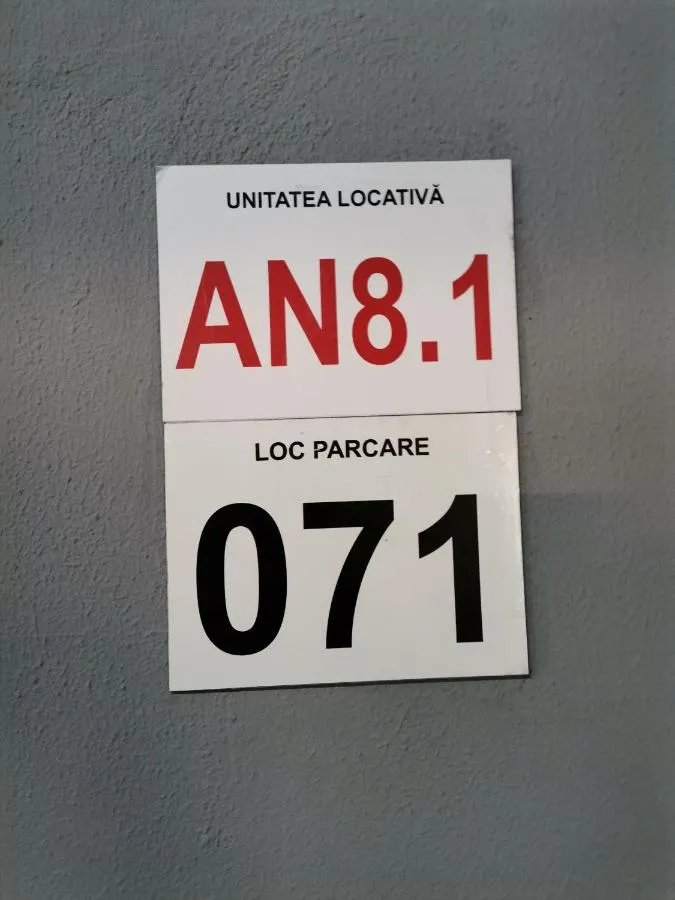 UNITATEA LOCATIVĂ
AN8.1
LOC PARCARE
071